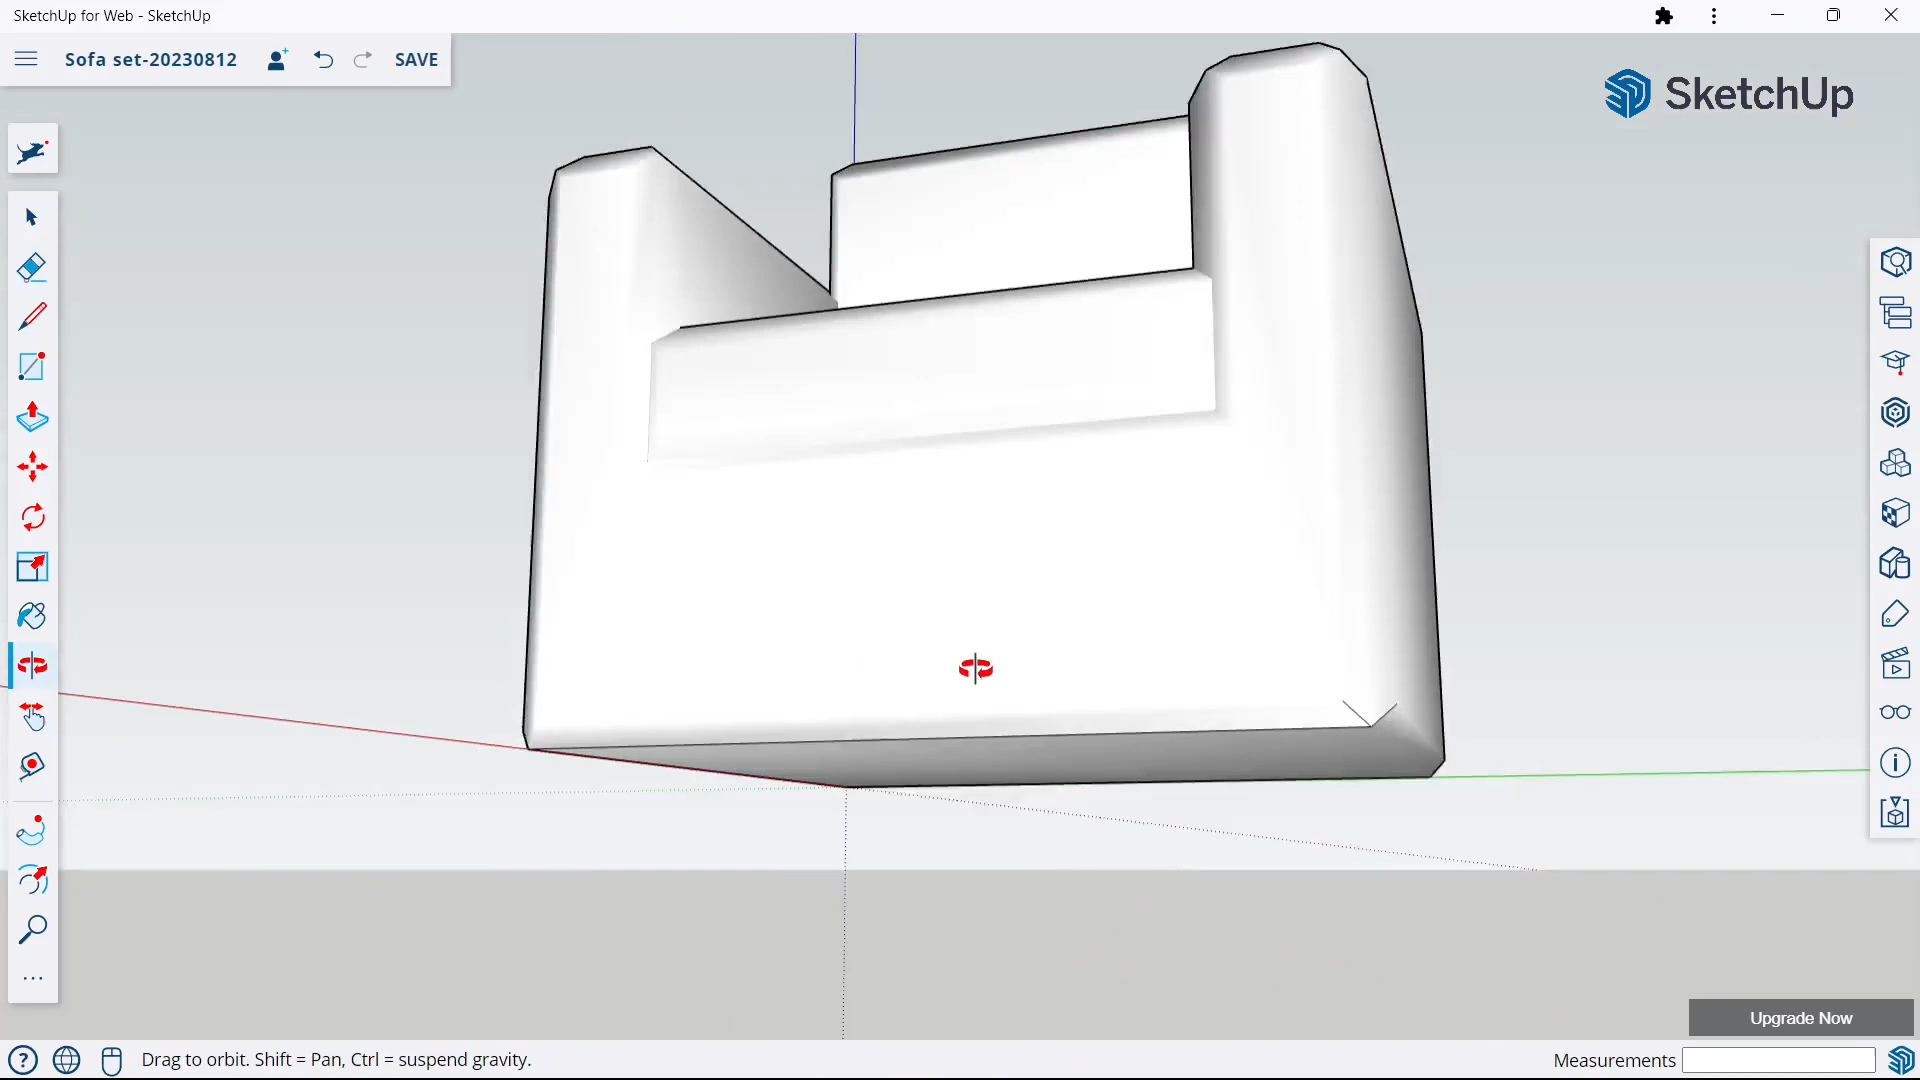 SketchUp for Web - SketchUp
Sofa set-20230812
SAVE
SketchUp
Upgrade Now
Drag to orbit. Shift = Pan, Ctrl = suspend gravity.
Measurements